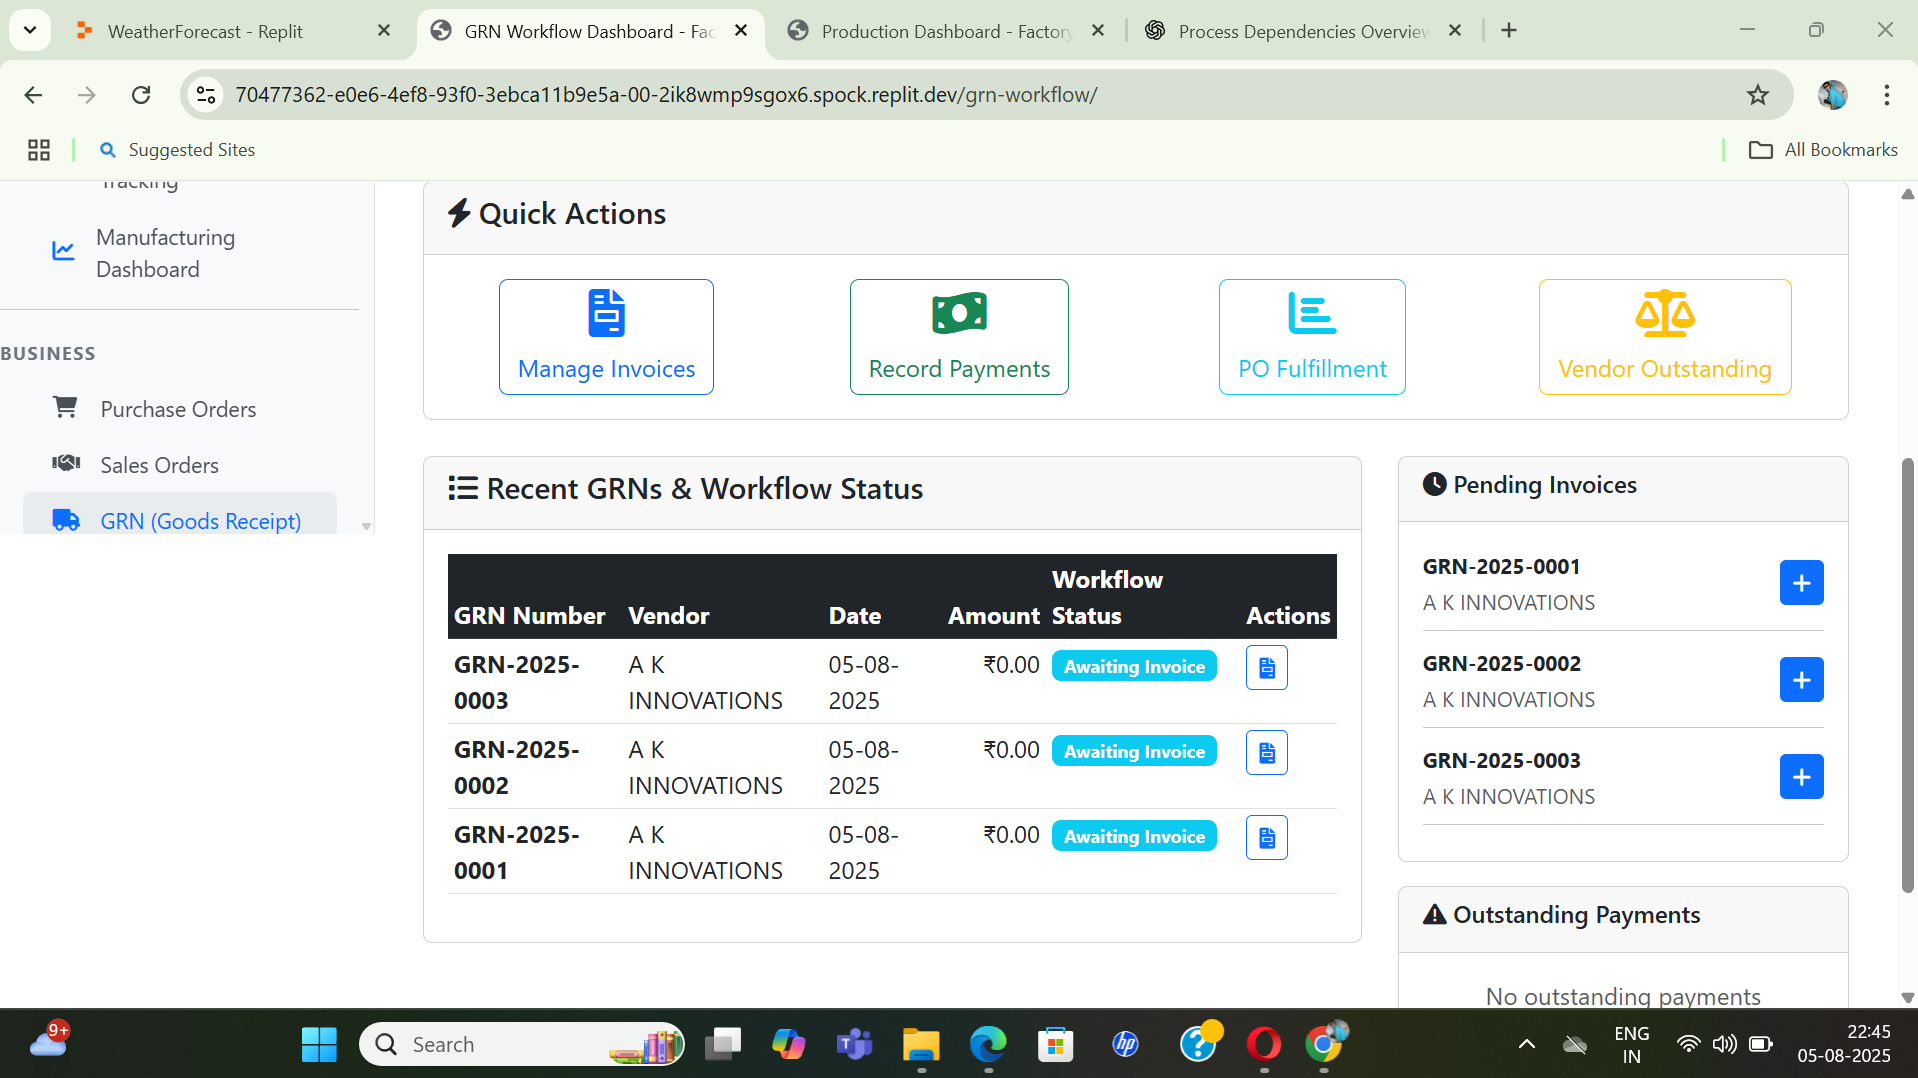 WeatherForecast - Replit
GRN Workflow Dashboard - Fac
Production Dashboard - Factory
Process Dependencies Overview
70477362-e0e6-4ef8-93f0-3ebca11b9e5a-00-2ik8wmp9sgox6.spock.replit.dev/grn-workflow/
Suggested Sites
All Bookmarks
Tracking
Manufacturing
Dashboard
BUSINESS
Purchase Orders
Sales Orders
GRN (Goods Receipt)
Quick Actions
Manage Invoices
Record Payments
PO Fulfillment
Vendor Outstanding
Recent GRNs & Workflow Status
GRN Number Vendor Date Amount Workflow Status Actions
GRN-2025-0003 A K INNOVATIONS 05-08-2025 ₹0.00 Awaiting Invoice
GRN-2025-0002 A K INNOVATIONS 05-08-2025 ₹0.00 Awaiting Invoice
GRN-2025-0001 A K INNOVATIONS 05-08-2025 ₹0.00 Awaiting Invoice
Pending Invoices
GRN-2025-0001
A K INNOVATIONS
GRN-2025-0002
A K INNOVATIONS
GRN-2025-0003
A K INNOVATIONS
Outstanding Payments
No outstanding payments
9+
Search
hp
ENG
IN
22:45
05-08-2025